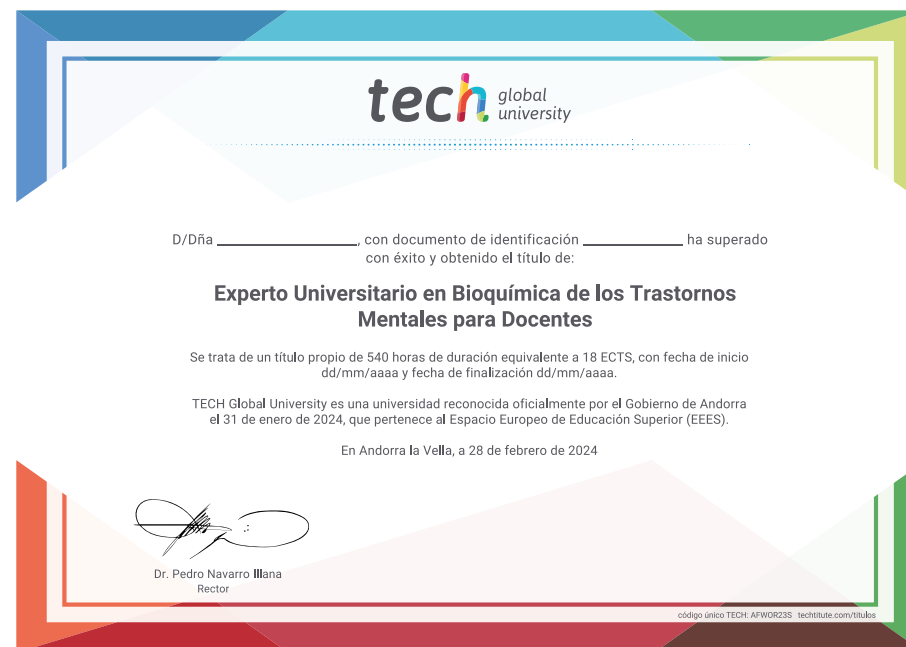 tech global university
D/Dña ____________________, con documento de identificación ______________ ha superado
con éxito y obtenido el título de:
Experto Universitario en Bioquímica de los Trastornos
Mentales para Docentes
Se trata de un título propio de 540 horas de duración equivalente a 18 ECTS, con fecha de inicio
dd/mm/aaaa y fecha de finalización dd/mm/aaaa.
TECH Global University es una universidad reconocida oficialmente por el Gobierno de Andorra
el 31 de enero de 2024, que pertenece al Espacio Europeo de Educación Superior (EEES).
En Andorra la Vella, a 28 de febrero de 2024
Dr. Pedro Navarro Illana
Rector
código único TECH: AFWOR23S techtitute.com/titulos